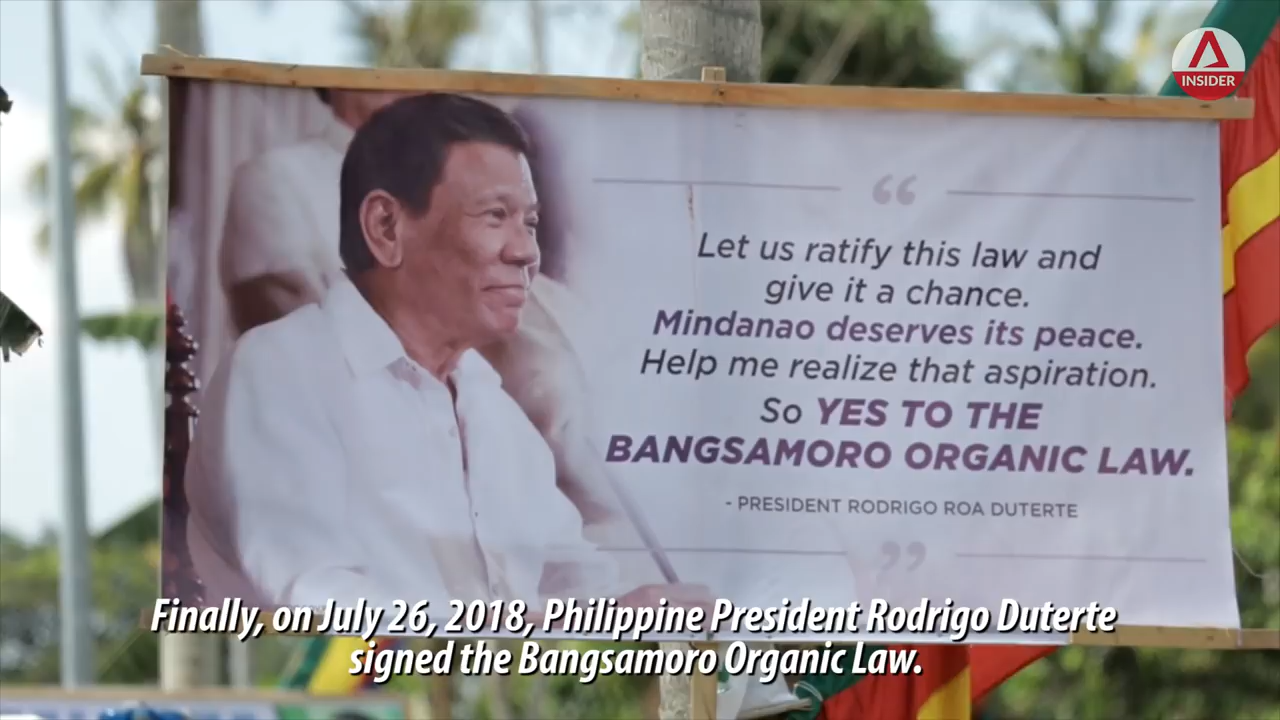 INSIDER
“
Let us ratify this law and
give it a chance.
Mindanao deserves its peace.
Help me realize that aspiration.
So YES TO THE
BANGSAMORO ORGANIC LAW.
- PRESIDENT RODRIGO ROA DUTERTE
”
Finally, on July 26, 2018, Philippine President Rodrigo Duterte
signed the Bangsamoro Organic Law.